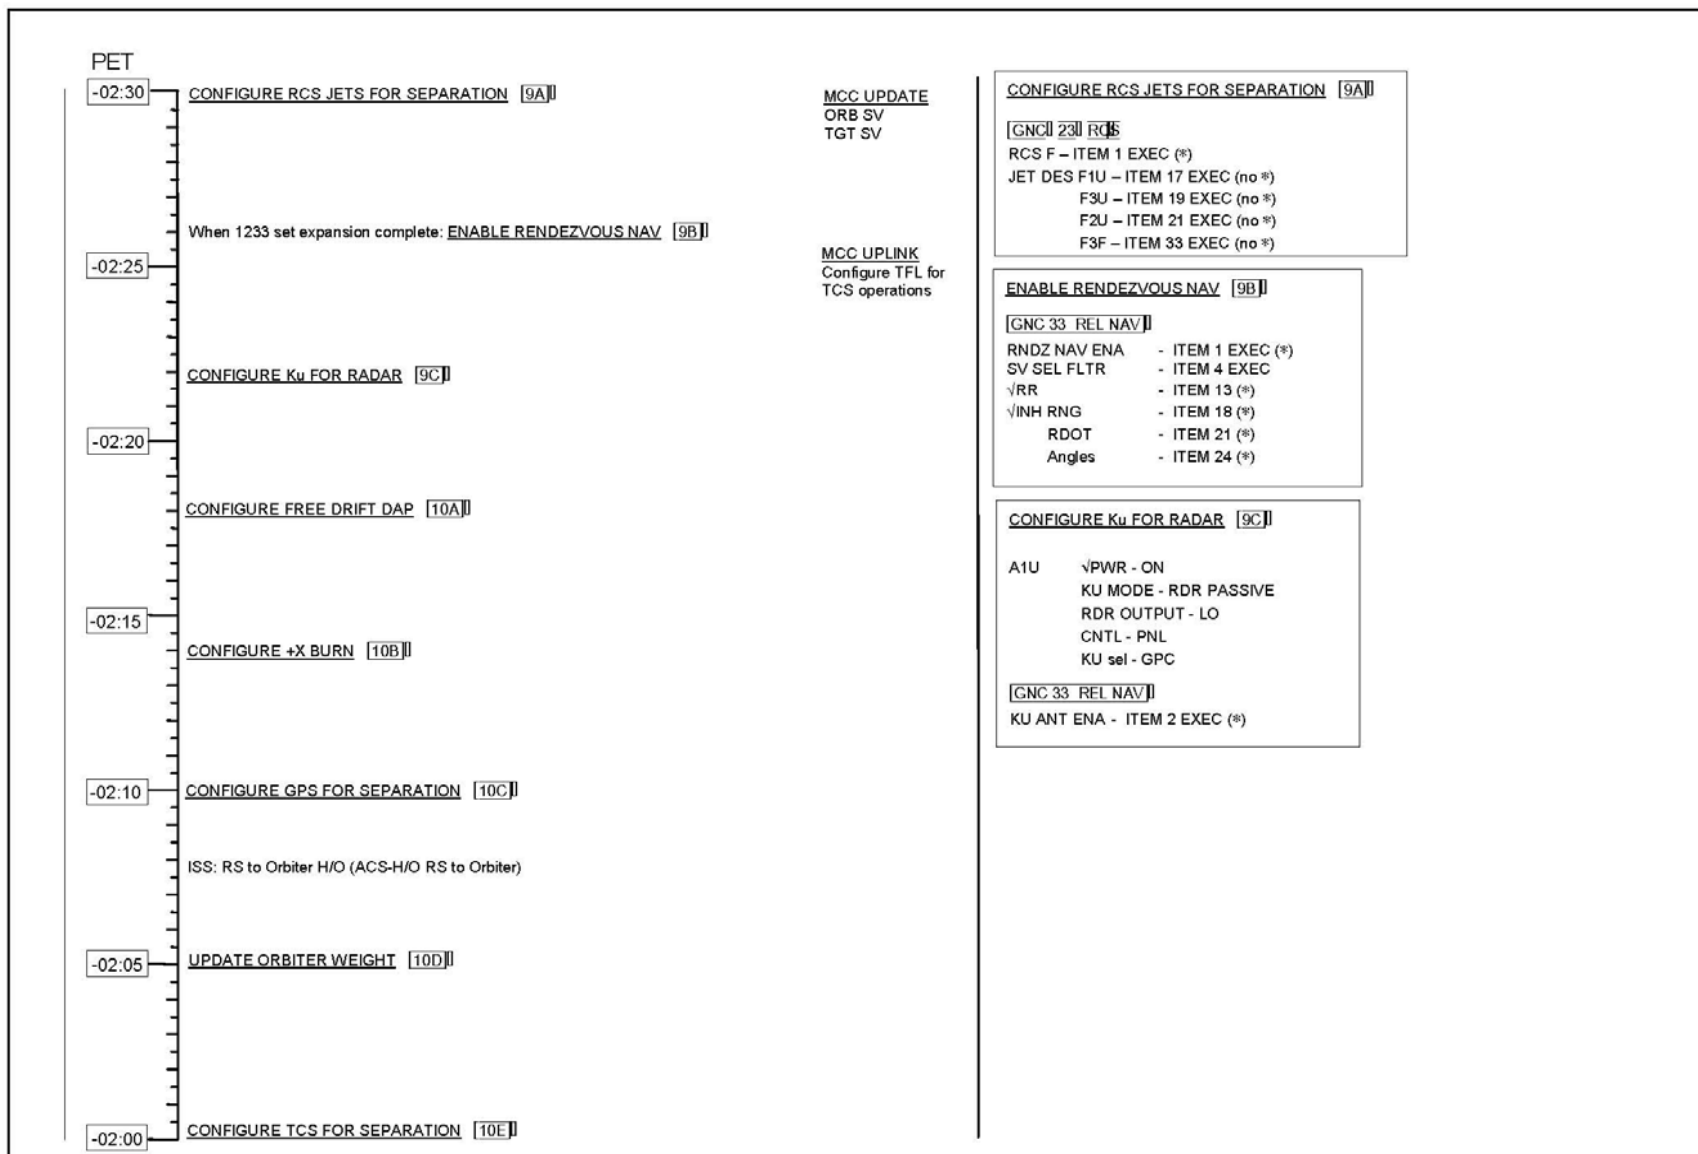 PET
-02:30
CONFIGURE RCS JETS FOR SEPARATION [9A]
When 1233 set expansion complete: ENABLE RENDEZVOUS NAV [9B]
-02:25
CONFIGURE Ku FOR RADAR [9C]
-02:20
CONFIGURE FREE DRIFT DAP [10A]
-02:15
CONFIGURE +X BURN [10B]
-02:10
CONFIGURE GPS FOR SEPARATION [10C]
ISS: RS to Orbiter H/O (ACS-H/O RS to Orbiter)
-02:05
UPDATE ORBITER WEIGHT [10D]
-02:00
CONFIGURE TCS FOR SEPARATION [10E]
MCC UPDATE
ORB SV
TGT SV
MCC UPLINK
Configure TFL for
TCS operations
CONFIGURE RCS JETS FOR SEPARATION [9A]
GNC 23 RCS
RCS F – ITEM 1 EXEC (*)
JET DES F1U – ITEM 17 EXEC (no *)
F3U – ITEM 19 EXEC (no *)
F2U – ITEM 21 EXEC (no *)
F3F – ITEM 33 EXEC (no *)
ENABLE RENDEZVOUS NAV [9B]
GNC 33 REL NAV
RNDZ NAV ENA - ITEM 1 EXEC (*)
SV SEL FLTR - ITEM 4 EXEC
√RR - ITEM 13 (*)
√INH RNG - ITEM 18 (*)
RDOT - ITEM 21 (*)
Angles - ITEM 24 (*)
CONFIGURE Ku FOR RADAR [9C]
A1U √PWR - ON
KU MODE - RDR PASSIVE
RDR OUTPUT - LO
CNTL - PNL
KU sel - GPC
GNC 33 REL NAV
KU ANT ENA - ITEM 2 EXEC (*)